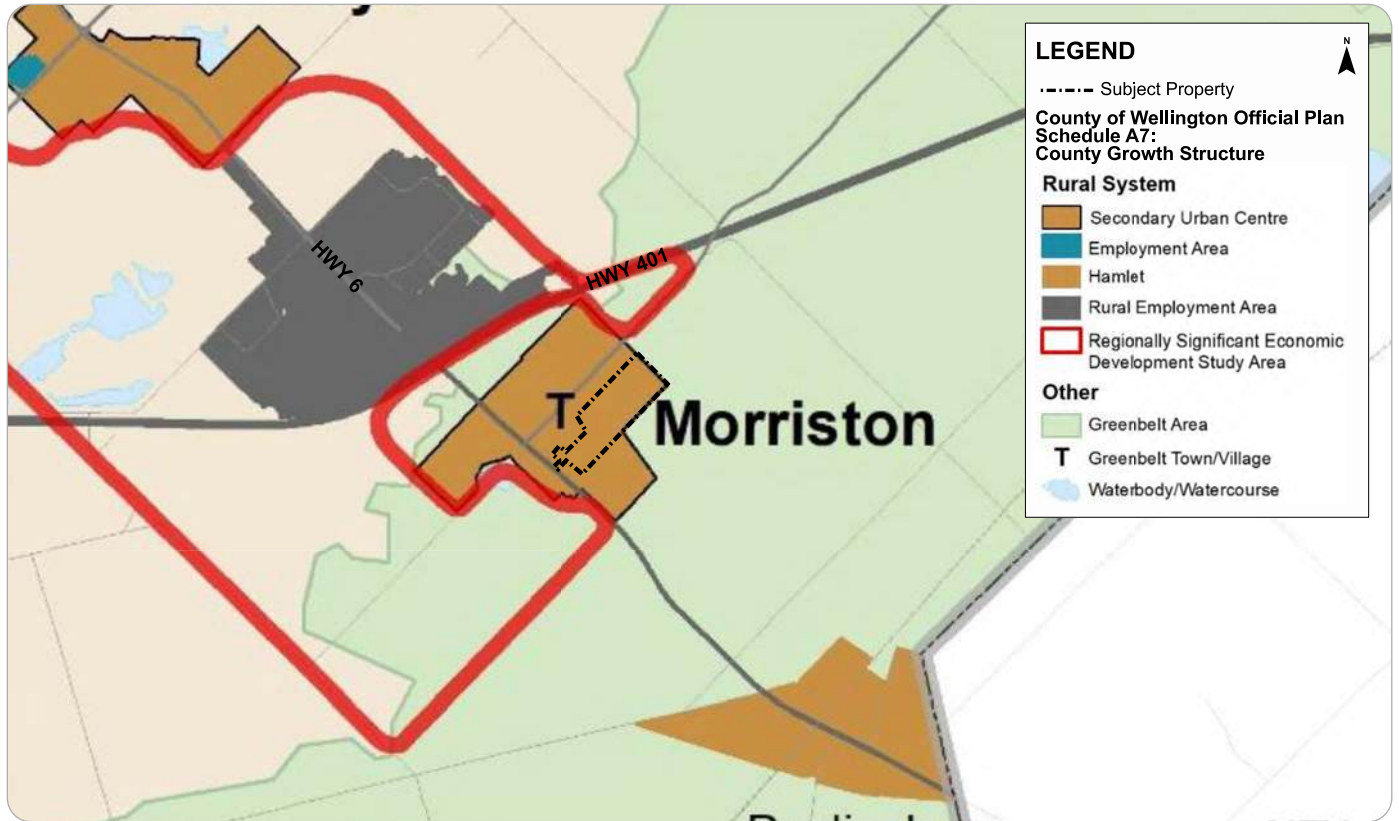 LEGEND
N
Subject Property
County of Wellington Official Plan
Schedule A7:
County Growth Structure
Rural System
Secondary Urban Centre
Employment Area
Hamlet
Rural Employment Area
Regionally Significant Economic
Development Study Area
Other
Greenbelt Area
T Greenbelt Town/Village
Waterbody/Watercourse
HWY 6
HWY 401
T
Morriston